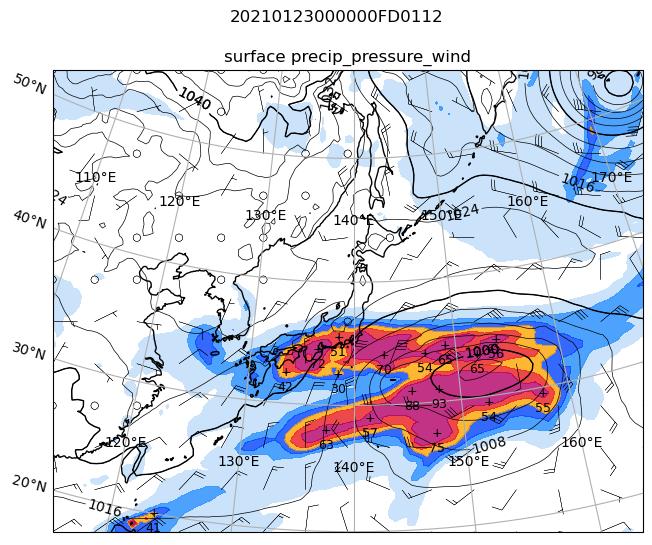 20210123000000FD0112
surface precip_pressure_wind
50°N
1040
110°E
170°E
1016
120°E
160°E
130°E
140°E
150°E
1024
40°N
24
30°N
51
72
70
54
65
1000
56
65
42
30
88
93
54
55
57
63
75
1008
120°E
160°E
130°E
140°E
150°E
20°N
1016
41